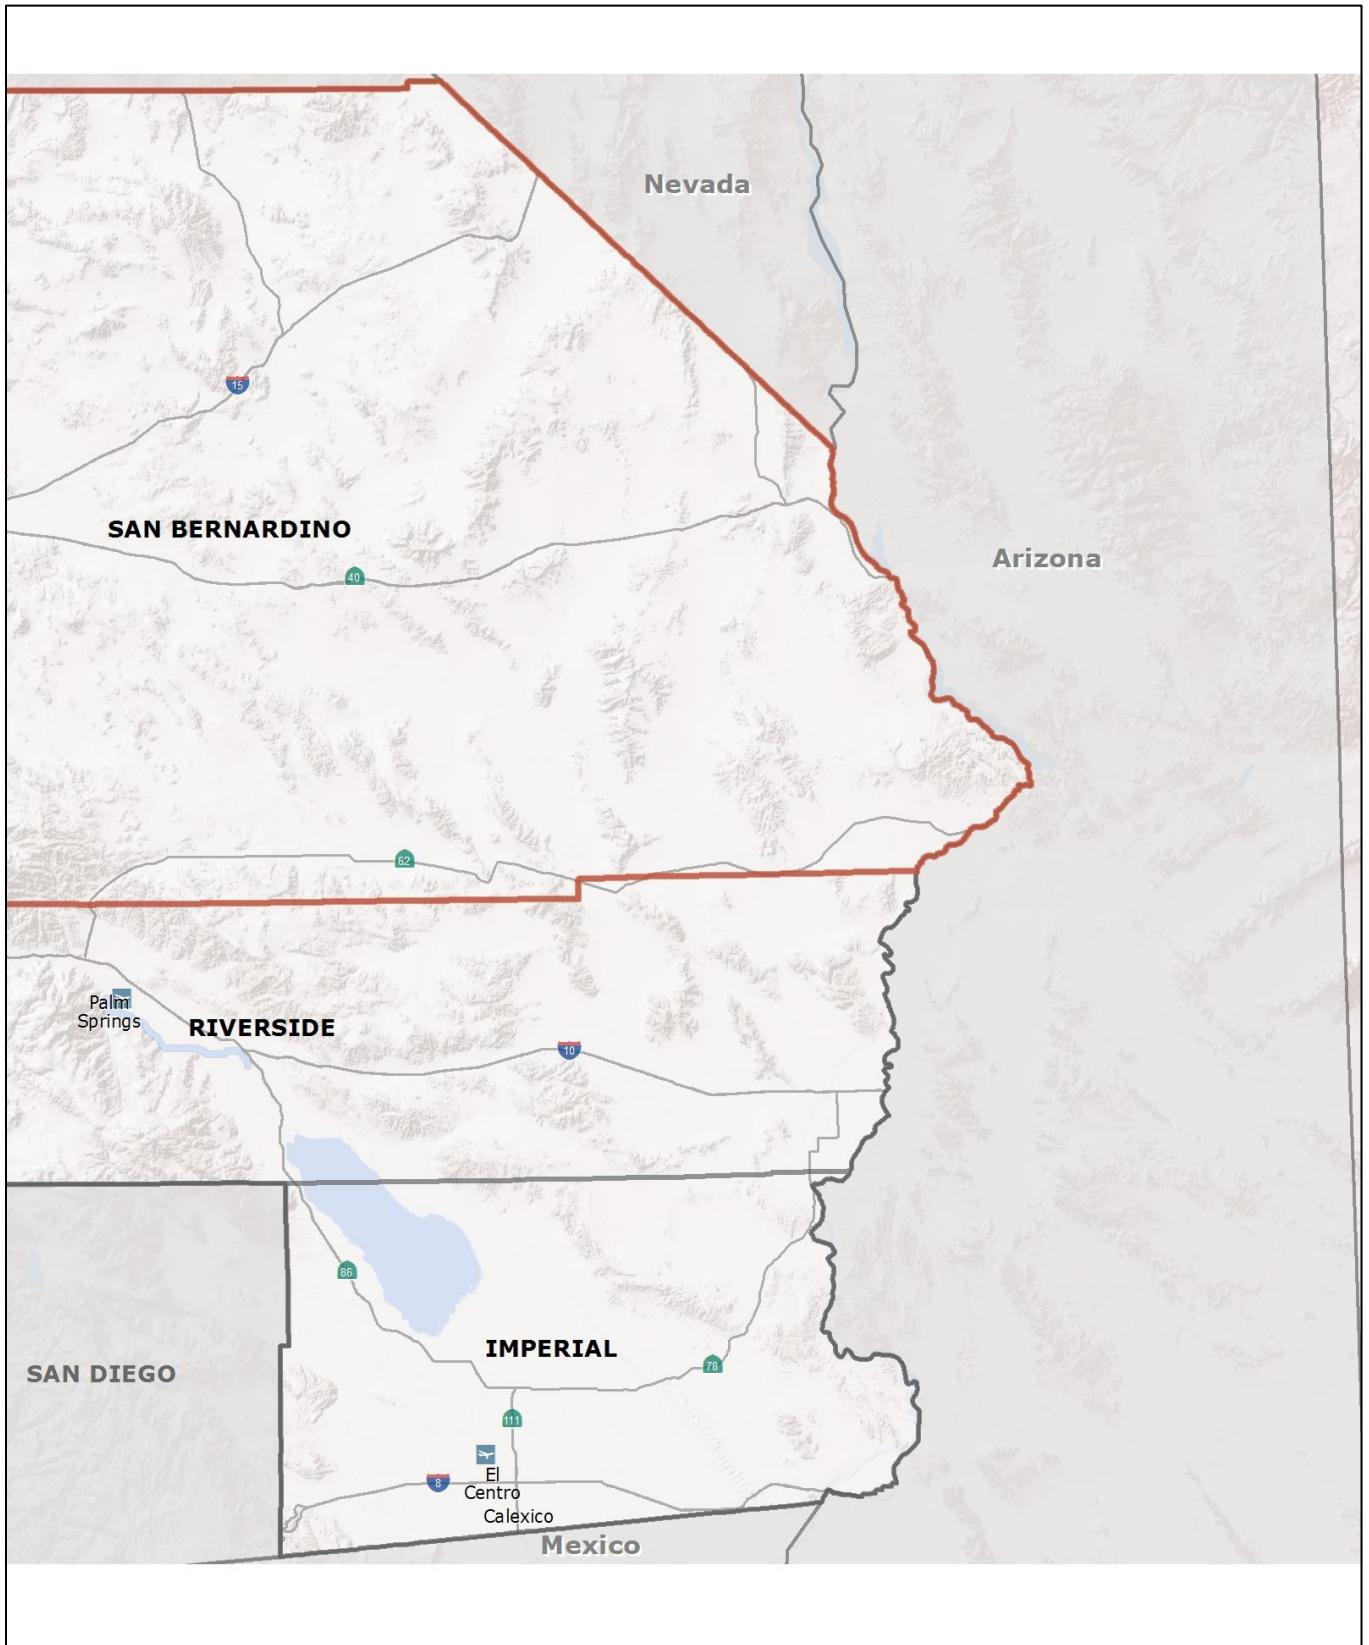 Nevada
15
SAN BERNARDINO
Arizona
40
62
Palm
Springs
RIVERSIDE
10
86
IMPERIAL
78
SAN DIEGO
111
El
8
Centro
Calexico
Mexico